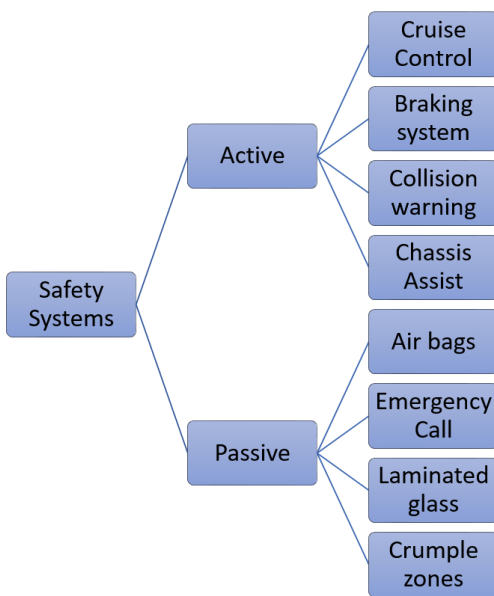 Safety
Systems
Active
Cruise
Control
Braking
system
Collision
warning
Chassis
Assist
Passive
Air bags
Emergency
Call
Laminated
glass
Crumple
zones